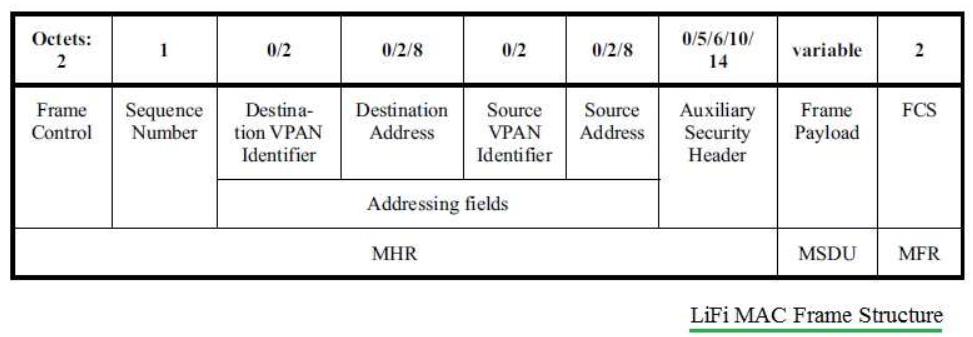 Octets:
2
1
0/2
0/2/8
0/2
0/2/8
0/5/6/10/
14
variable
2
Frame
Control
Sequence
Number
Destina-
tion VPAN
Identifier
Destination
Address
Source
VPAN
Identifier
Source
Address
Auxiliary
Security
Header
Frame
Payload
FCS
Addressing fields
MHR
MSDU
MFR
LiFi MAC Frame Structure